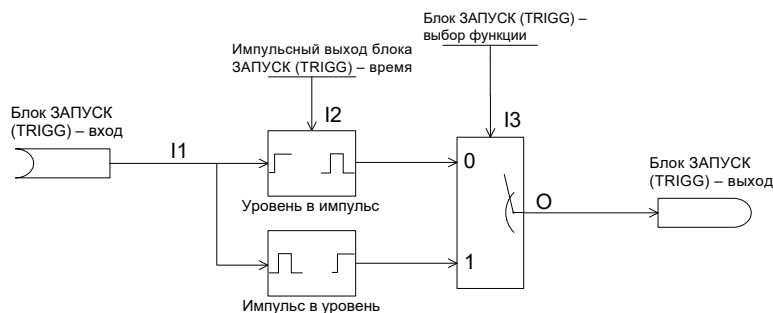 Блок ЗАПУСК (TRIGG) –
выбор функции
Импульсный выход блока
ЗАПУСК (TRIGG) – время
Блок ЗАПУСК
(TRIGG) – вход
I1
I2
I3
0
Уровень в импульс
1
Импульс в уровень
O
Блок ЗАПУСК
(TRIGG) – выход